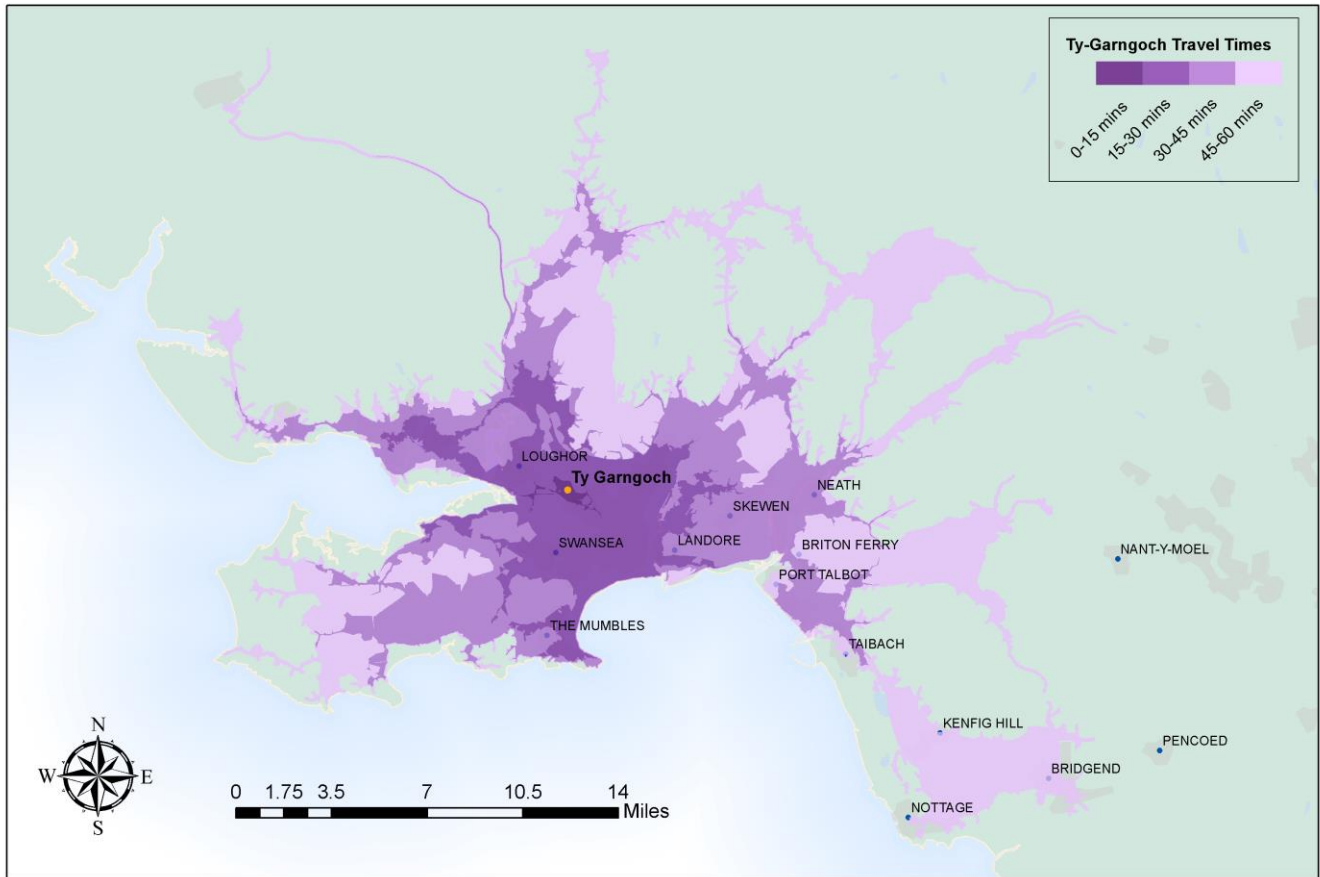 Ty-Garngoch Travel Times
0-15 mins
15-30 mins
30-45 mins
45-60 mins
LOUGHOR
Ty Garngoch
NEATH
SKEWEN
SWANSEA
LANDORE
BRITON FERRY
NANT-Y-MOEL
PORT TALBOT
THE MUMBLES
TAIBACH
KENFIG HILL
PENCOED
BRIDGEND
NOTTAGE
N
W
E
S
0 1.75 3.5 7 10.5 14
Miles